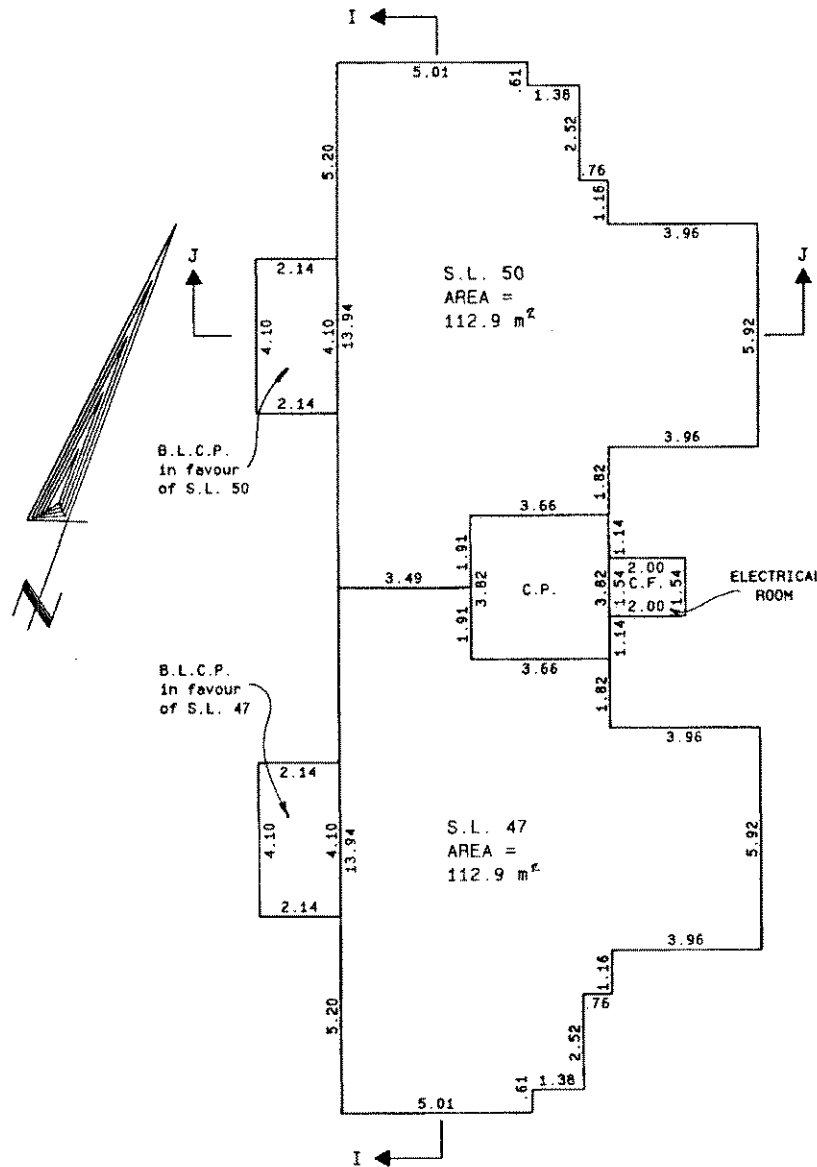 I
5.01
.61
1.38
2.52
5.20
.76
1.16
3.96
J
J
2.14
S.L. 50
AREA =
112.9 m²
4.10
4.10
13.94
5.92
2.14
B.L.C.P.
in favour
of S.L. 50
3.96
1.82
3.66
1.14
1.91
2.00
3.49
3.82
C.P.
3.82
1.54
C.P.
1.54
ELECTRICAL
ROOM
2.00
1.91
1.14
N
3.66
B.L.C.P.
in favour
of S.L. 47
1.82
3.96
2.14
S.L. 47
AREA =
112.9 m²
4.10
4.10
13.94
5.92
2.14
3.96
1.16
.76
5.20
2.52
1.38
.61
5.01
I